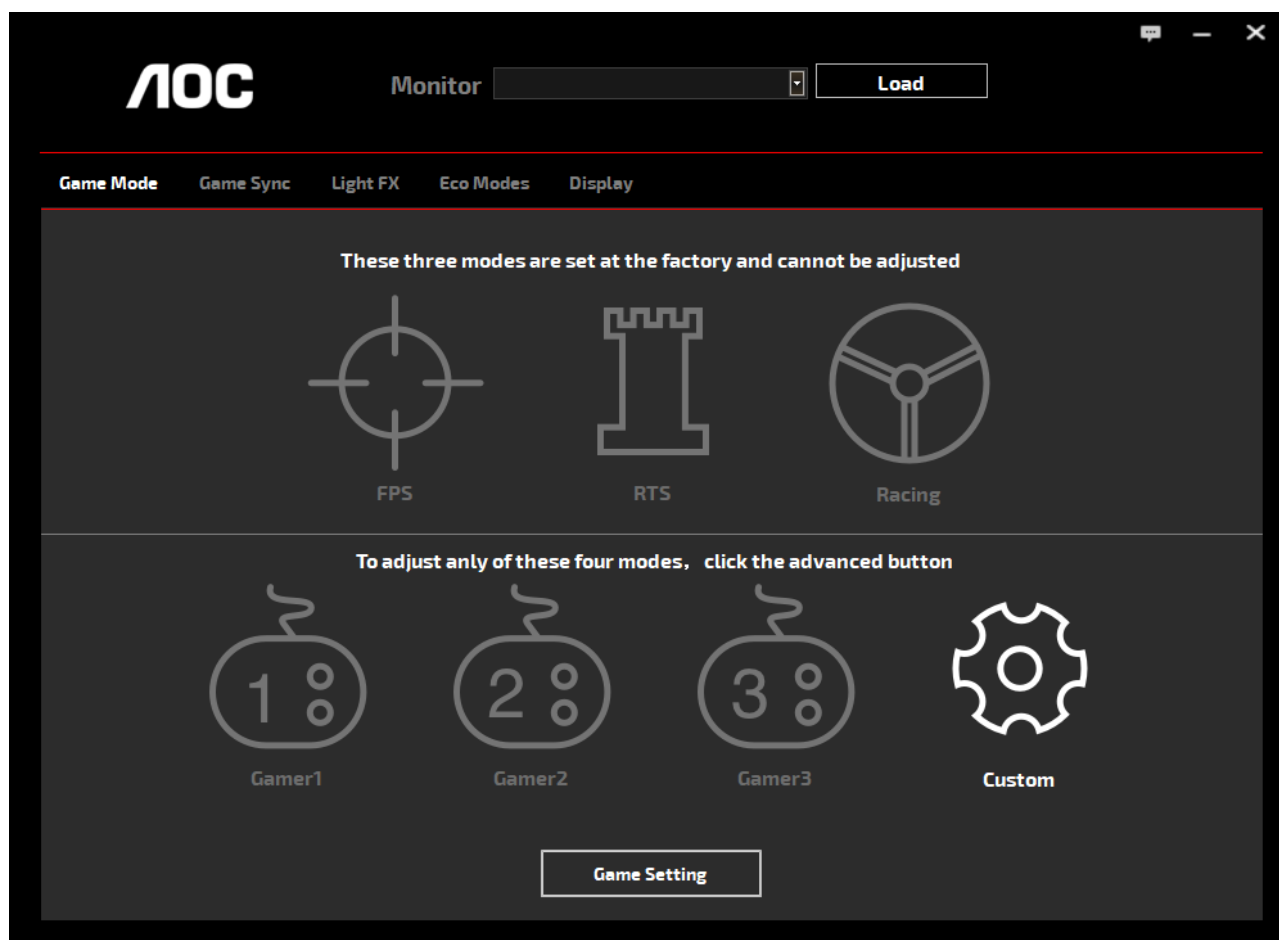 AOC
Monitor
Load
Game Mode Game Sync Light FX Eco Modes Display
These three modes are set at the factory and cannot be adjusted
FPS RTS Racing
To adjust anly of these four modes， click the advanced button
1 2 3
Gamer1 Gamer2 Gamer3 Custom
Game Setting